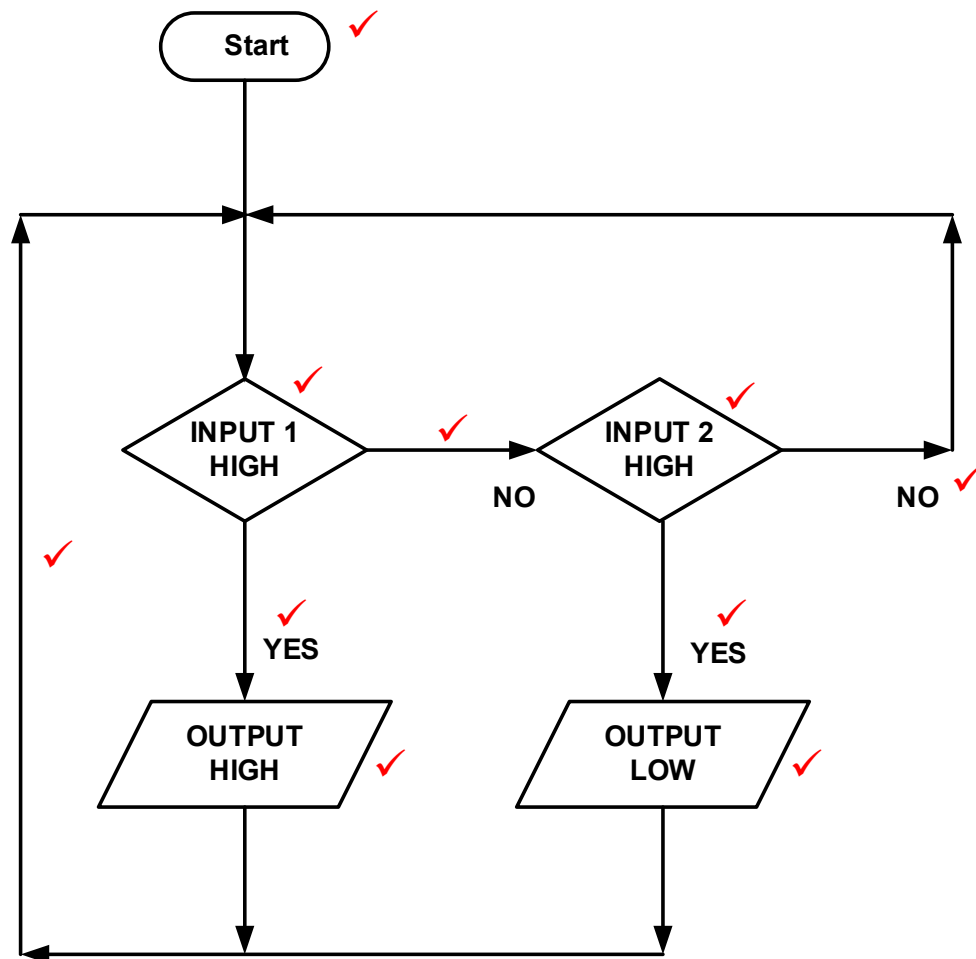 Start
INPUT 1
HIGH
INPUT 2
HIGH
NO
NO
YES
YES
OUTPUT
HIGH
OUTPUT
LOW